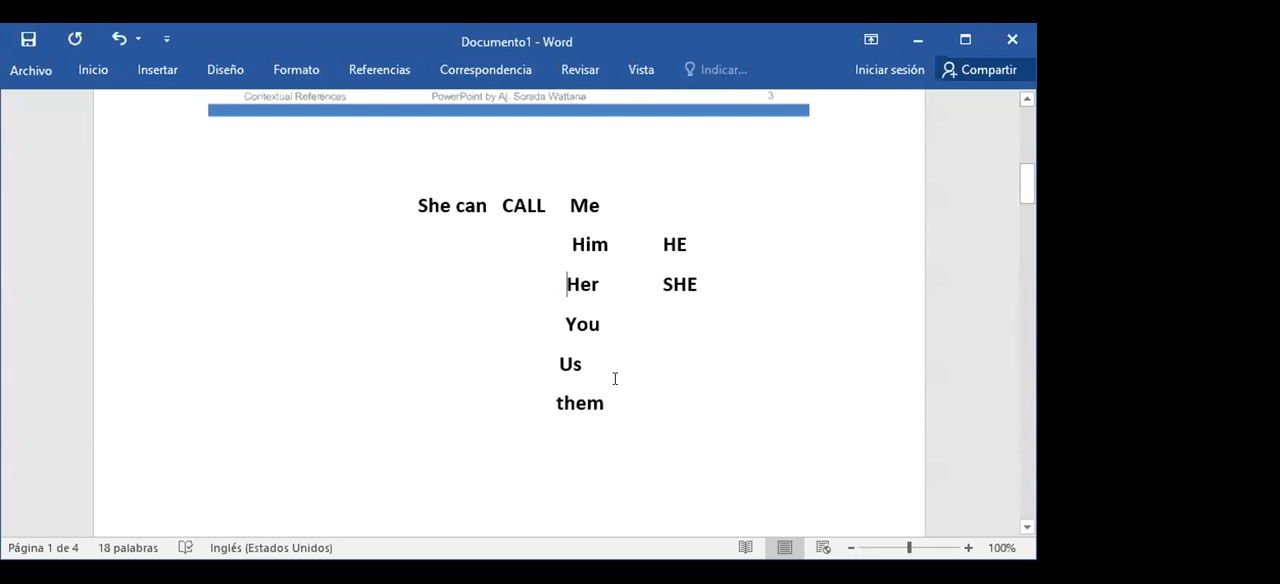 Documento1 - Word
Archivo Inicio Insertar Diseño Formato Referencias Correspondencia Revisar Vista Indicar... Iniciar sesión Compartir
Contextual References PowerPoint by Aj. Sorada Wattana 3
She can CALL Me
Him HE
Her SHE
You
Us
them
Página 1 de 4 18 palabras Inglés (Estados Unidos) 100%